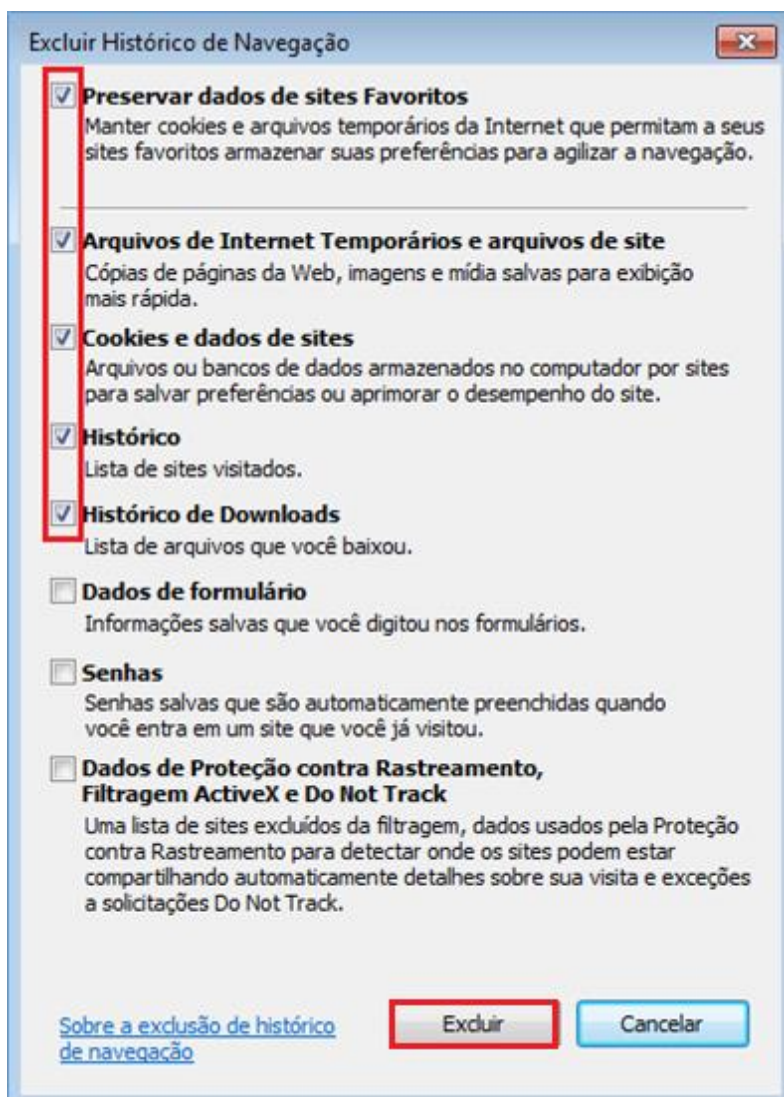 Excluir Histórico de Navegação
Preservar dados de sites Favoritos
Manter cookies e arquivos temporários da Internet que permitam a seus
sites favoritos armazenar suas preferências para agilizar a navegação.
Arquivos de Internet Temporários e arquivos de site
Cópias de páginas da Web, imagens e mídia salvas para exibição
mais rápida.
Cookies e dados de sites
Arquivos ou bancos de dados armazenados no computador por sites
para salvar preferências ou aprimorar o desempenho do site.
Histórico
Lista de sites visitados.
Histórico de Downloads
Lista de arquivos que você baixou.
Dados de formulário
Informações salvas que você digitou nos formulários.
Senhas
Senhas salvas que são automaticamente preenchidas quando
você entra em um site que você já visitou.
Dados de Proteção contra Rastreamento,
Filtragem ActiveX e Do Not Track
Uma lista de sites excluídos da filtragem, dados usados pela Proteção
contra Rastreamento para detectar onde os sites podem estar
compartilhando automaticamente detalhes sobre sua visita e exceções
a solicitações Do Not Track.
Sobre a exclusão de histórico
de navegação
Excluir
Cancelar